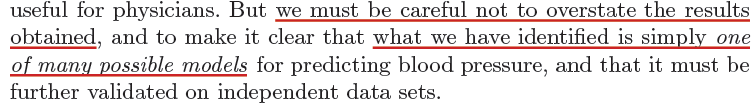 useful for physicians. But we must be careful not to overstate the results
obtained, and to make it clear that what we have identified is simply one
of many possible models for predicting blood pressure, and that it must be
further validated on independent data sets.